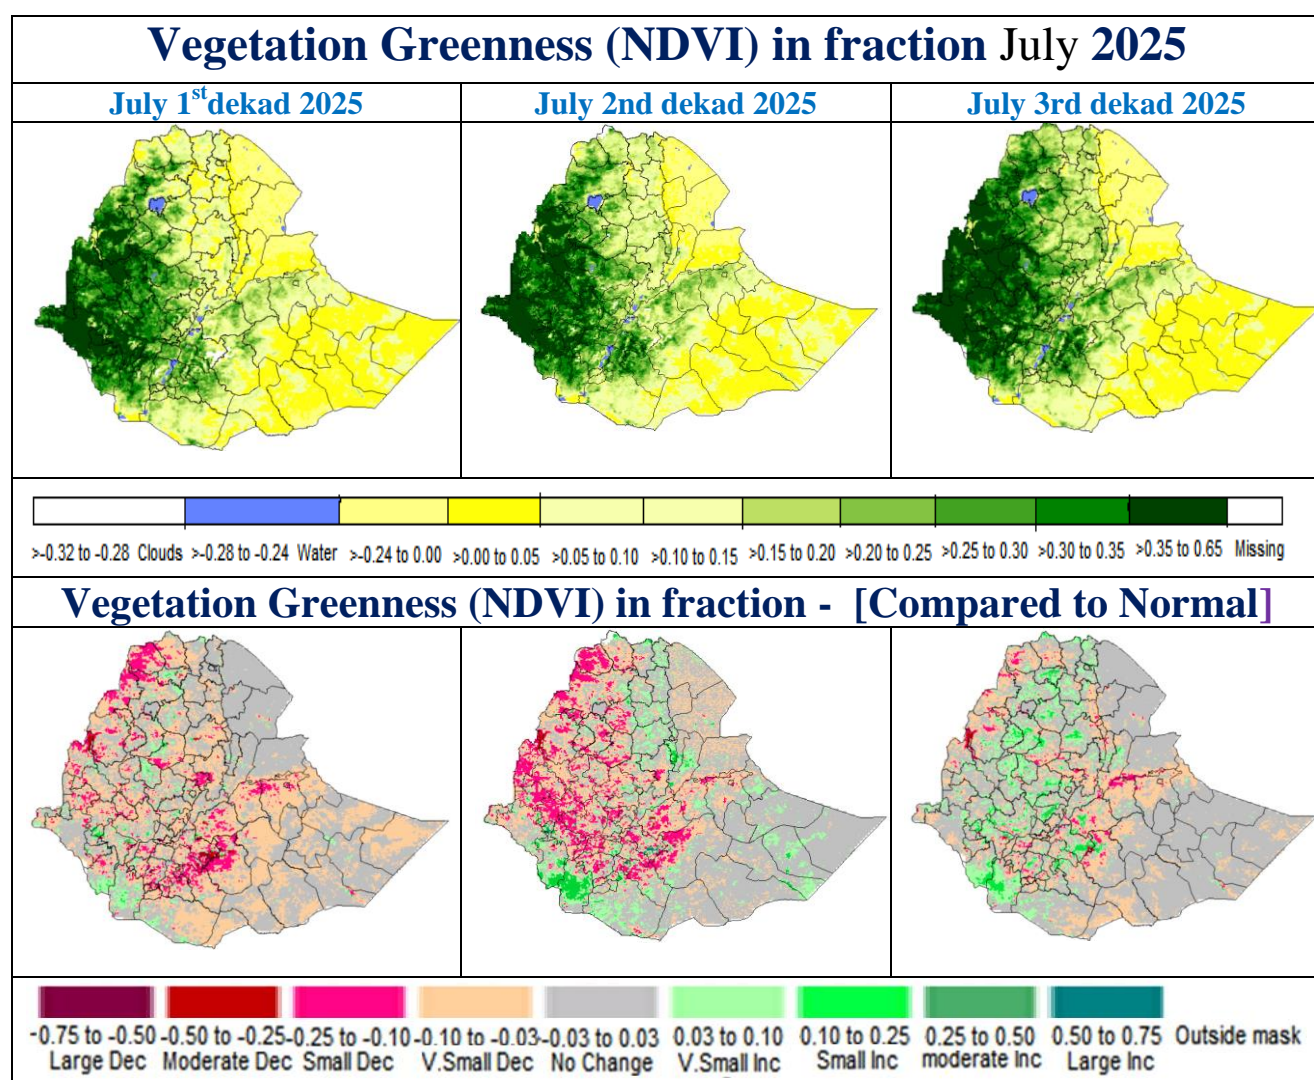 Vegetation Greenness (NDVI) in fraction July 2025
July 1st dekad 2025 July 2nd dekad 2025 July 3rd dekad 2025
>-0.32 to -0.28 Clouds >-0.28 to -0.24 Water >-0.24 to 0.00 >0.00 to 0.05 >0.05 to 0.10 >0.10 to 0.15 >0.15 to 0.20 >0.20 to 0.25 >0.25 to 0.30 >0.30 to 0.35 >0.35 to 0.65 Missing
Vegetation Greenness (NDVI) in fraction - [Compared to Normal]
-0.75 to -0.50 -0.50 to -0.25 -0.25 to -0.10 -0.10 to -0.03 -0.03 to 0.03 0.03 to 0.10 0.10 to 0.25 0.25 to 0.50 0.50 to 0.75 Outside mask
Large Dec Moderate Dec Small Dec V.Small Dec No Change V.Small Inc Small Inc moderate Inc Large Inc